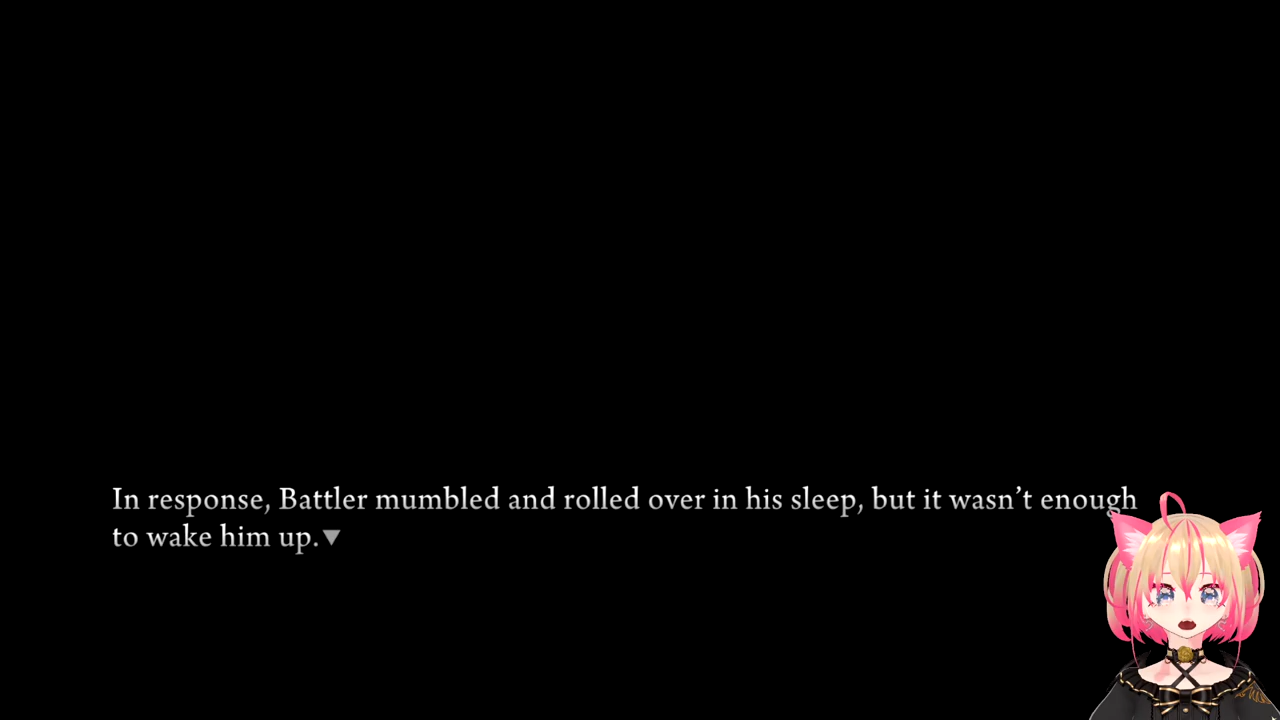 In response, Battler mumbled and rolled over in his sleep, but it wasn’t enough
to wake him up.